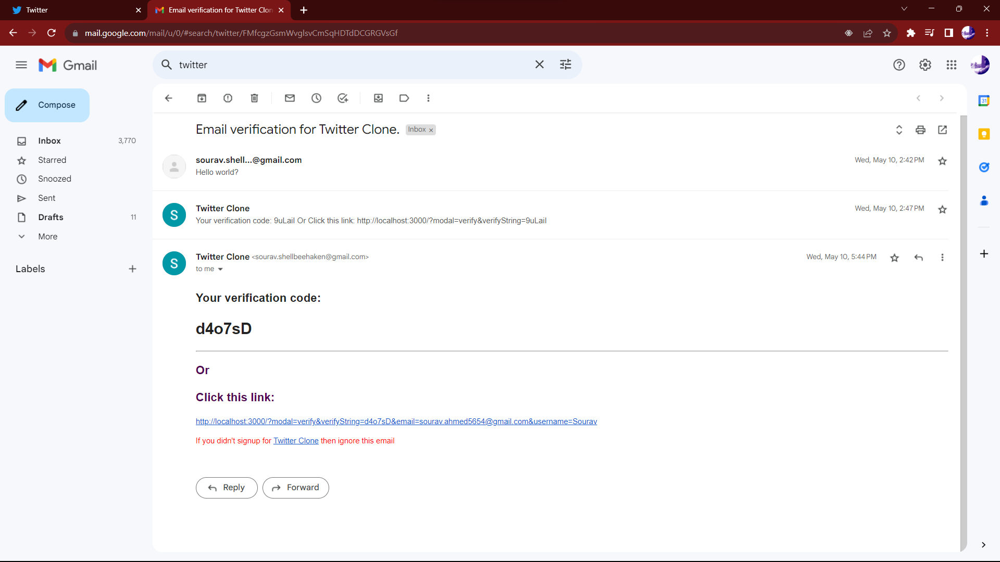 Twitter
Email verification for Twitter Clon
mail.google.com/mail/u/0/#search/twitter/FMfcgzGsmWvglsvCmSqHDTdDCGRGVsGf
Gmail
twitter
Compose
Inbox 3,770
Starred
Snoozed
Sent
Drafts 11
More
Labels
Email verification for Twitter Clone. Inbox x
sourav.shell...@gmail.com Wed, May 10, 2:42 PM
Hello world?
S
Twitter Clone Wed, May 10, 2:47 PM
Your verification code: 9uLail Or Click this link: http://localhost:3000/?modal=verify&verifyString=9uLail
S
Twitter Clone <sourav.shellbeehaken@gmail.com> Wed, May 10, 5:44 PM
to me
Your verification code:
d4o7sD
Or
Click this link:
http://localhost:3000/?modal=verify&verifyString=d4o7sD&email=sourav.ahmed5654@gmail.com&username=Sourav
If you didn't signup for Twitter Clone then ignore this email
Reply Forward
31